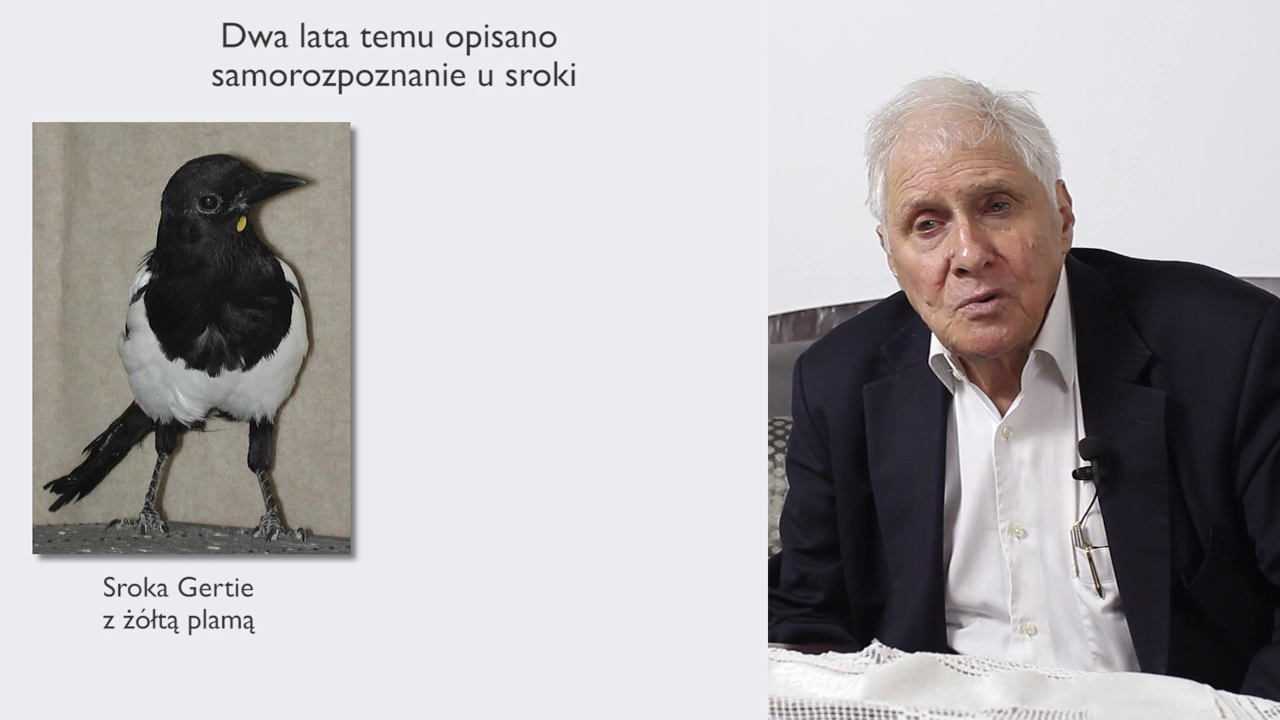 Dwa lata temu opisano
samorozpoznanie u sroki
Sroka Gertie
z żółtą plamą